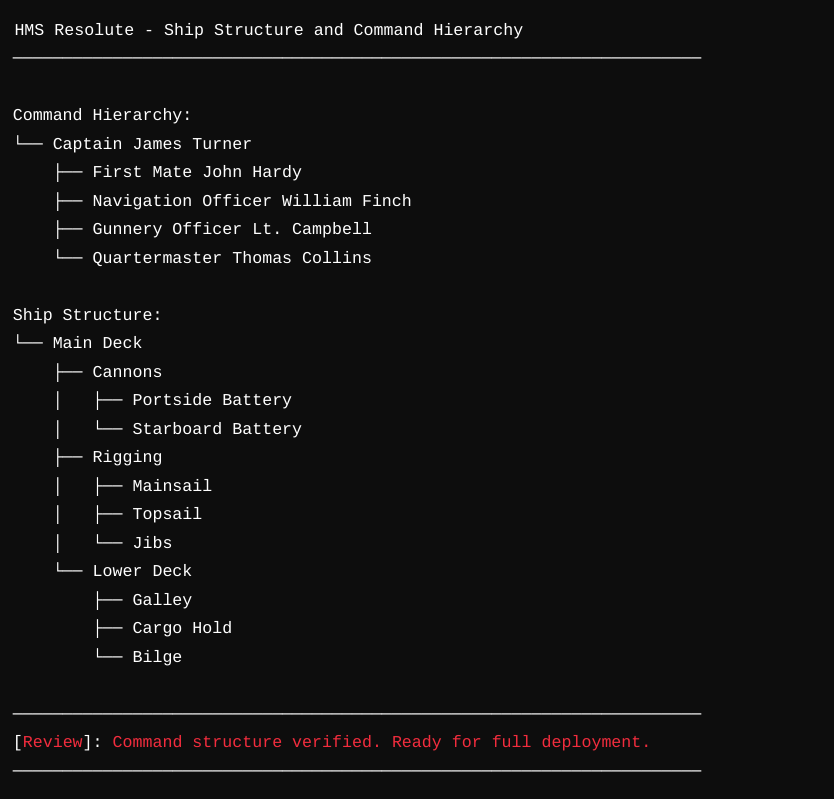 HMS Resolute - Ship Structure and Command Hierarchy
─────────────────────────────────────────────────────────────────────
Command Hierarchy:
└── Captain James Turner
    ├── First Mate John Hardy
    ├── Navigation Officer William Finch
    ├── Gunnery Officer Lt. Campbell
    └── Quartermaster Thomas Collins
Ship Structure:
└── Main Deck
    ├── Cannons
    │   ├── Portside Battery
    │   └── Starboard Battery
    ├── Rigging
    │   ├── Mainsail
    │   ├── Topsail
    │   └── Jibs
    └── Lower Deck
        ├── Galley
        ├── Cargo Hold
        └── Bilge
─────────────────────────────────────────────────────────────────────
[Review]: Command structure verified. Ready for full deployment.
─────────────────────────────────────────────────────────────────────